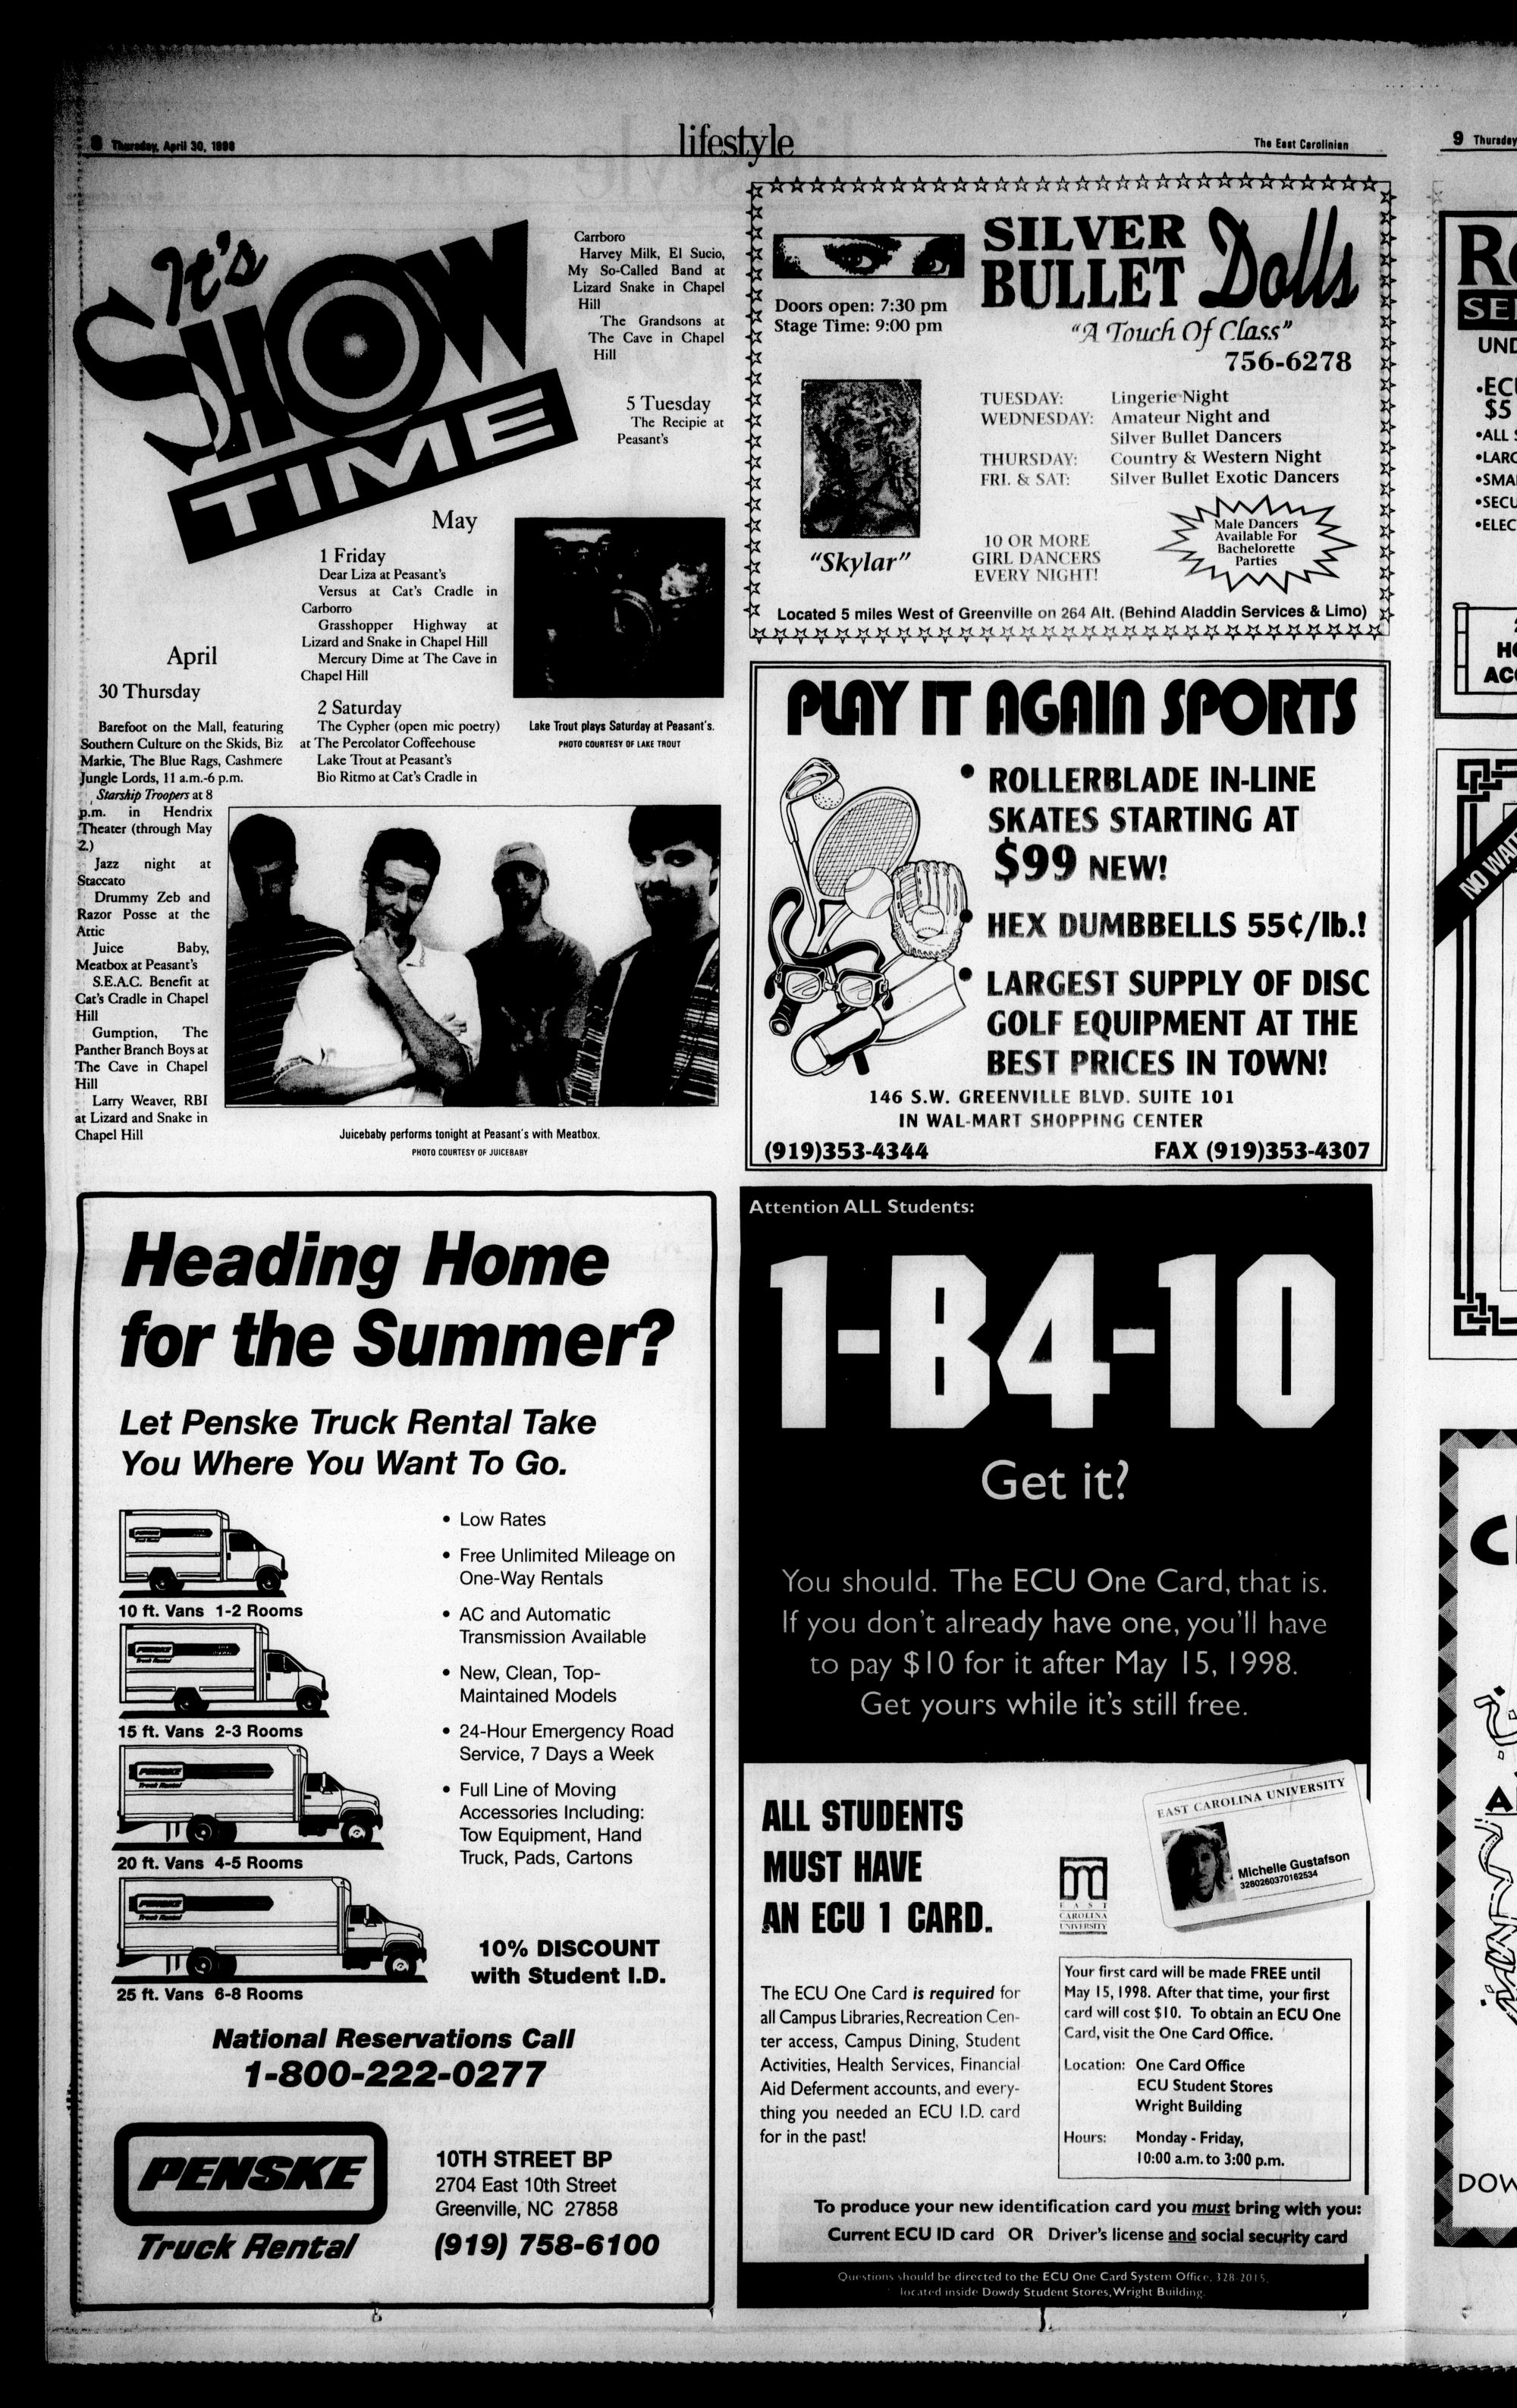 8 Thursday, April 30, 1998
lifestyle
The East Carolinian
It's
SHOW
TIME
April
30 Thursday
Barefoot on the Mall, featuring
Southern Culture on the Skids, Biz
Markie, The Blue Rags, Cashmere
Jungle Lords, 11 a.m.-6 p.m.
Starship Troopers at 8
p.m. in Hendrix
Theater (through May
2.)
Jazz night at
Staccato
Drummy Zeb and
Razor Posse at the
Attic
Juice Baby,
Meatbox at Peasant's
S.E.A.C. Benefit at
Cat's Cradle in Chapel
Hill
Gumption, The
Panther Branch Boys at
The Cave in Chapel
Hill
Larry Weaver, RBI
at Lizard and Snake in
Chapel Hill
May
1 Friday
Dear Liza at Peasant's
Versus at Cat's Cradle in
Carborro
Grasshopper Highway at
Lizard and Snake in Chapel Hill
Mercury Dime at The Cave in
Chapel Hill
2 Saturday
The Cypher (open mic poetry)
at The Percolator Coffeehouse
Lake Trout at Peasant's
Bio Ritmo at Cat's Cradle in
Carrboro
Harvey Milk, El Sucio,
My So-Called Band at
Lizard Snake in Chapel
Hill
The Grandsons at
The Cave in Chapel
Hill
5 Tuesday
The Recipie at
Peasant's
Lake Trout plays Saturday at Peasant's.
PHOTO COURTESY OF LAKE TROUT
Juicebaby performs tonight at Peasant's with Meatbox.
PHOTO COURTESY OF JUICEBABY
SILVER
BULLET Dolls
"A Touch Of Class"
756-6278
Doors open: 7:30 pm
Stage Time: 9:00 pm
"Skylar"
TUESDAY: Lingerie Night
WEDNESDAY: Amateur Night and
Silver Bullet Dancers
THURSDAY: Country & Western Night
FRI. & SAT: Silver Bullet Exotic Dancers
10 OR MORE
GIRL DANCERS
EVERY NIGHT!
Male Dancers
Available For
Bachelorette
Parties
Located 5 miles West of Greenville on 264 Alt. (Behind Aladdin Services & Limo)
PLAY IT AGAIN SPORTS
• ROLLERBLADE IN-LINE
SKATES STARTING AT
$99 NEW!
• HEX DUMBBELLS 55¢/lb.!
• LARGEST SUPPLY OF DISC
GOLF EQUIPMENT AT THE
BEST PRICES IN TOWN!
146 S.W. GREENVILLE BLVD. SUITE 101
IN WAL-MART SHOPPING CENTER
(919)353-4344 FAX (919)353-4307
Heading Home
for the Summer?
Let Penske Truck Rental Take
You Where You Want To Go.
10 ft. Vans 1-2 Rooms
15 ft. Vans 2-3 Rooms
20 ft. Vans 4-5 Rooms
25 ft. Vans 6-8 Rooms
• Low Rates
• Free Unlimited Mileage on
One-Way Rentals
• AC and Automatic
Transmission Available
• New, Clean, Top-
Maintained Models
• 24-Hour Emergency Road
Service, 7 Days a Week
• Full Line of Moving
Accessories Including:
Tow Equipment, Hand
Truck, Pads, Cartons
10% DISCOUNT
with Student I.D.
National Reservations Call
1-800-222-0277
PENSKE
Truck Rental
10TH STREET BP
2704 East 10th Street
Greenville, NC 27858
(919) 758-6100
Attention ALL Students:
1-B4-10
Get it?
You should. The ECU One Card, that is.
If you don't already have one, you'll have
to pay $10 for it after May 15, 1998.
Get yours while it's still free.
ALL STUDENTS
MUST HAVE
AN ECU 1 CARD.
EAST
CAROLINA
UNIVERSITY
EAST CAROLINA UNIVERSITY
Michelle Gustafson
3280260370162534
The ECU One Card is required for
all Campus Libraries, Recreation Cen-
ter access, Campus Dining, Student
Activities, Health Services, Financial
Aid Deferment accounts, and every-
thing you needed an ECU I.D. card
for in the past!
Your first card will be made FREE until
May 15, 1998. After that time, your first
card will cost $10. To obtain an ECU One
Card, visit the One Card Office.
Location: One Card Office
ECU Student Stores
Wright Building
Hours: Monday - Friday,
10:00 a.m. to 3:00 p.m.
To produce your new identification card you must bring with you:
Current ECU ID card OR Driver's license and social security card
Questions should be directed to the ECU One Card System Office, 328-2015,
located inside Dowdy Student Stores, Wright Building.
9 Thursday
UND
•ECU
$5
•ALL
•LARG
•SMA
•SECU
•ELEC
NO WAIT
DOW